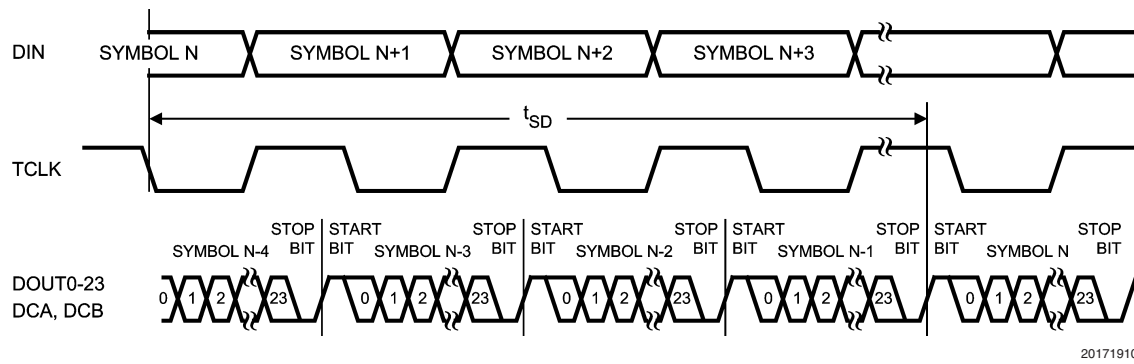 DIN
SYMBOL N SYMBOL N+1 SYMBOL N+2 SYMBOL N+3
tSD
TCLK
STOP BIT START BIT STOP BIT START BIT STOP BIT START BIT STOP BIT START BIT STOP BIT
SYMBOL N-4 SYMBOL N-3 SYMBOL N-2 SYMBOL N-1 SYMBOL N
DOUT0-23
DCA, DCB
0 1 2 23 0 1 2 23 0 1 2 23 0 1 2 23 0 1 2 23
20171910